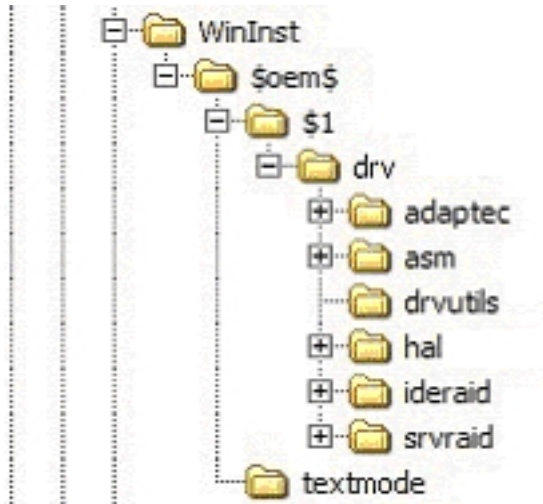 WinInst
$oem$
$1
drv
adaptec
asm
drvutils
hal
ideraid
srvraid
textmode